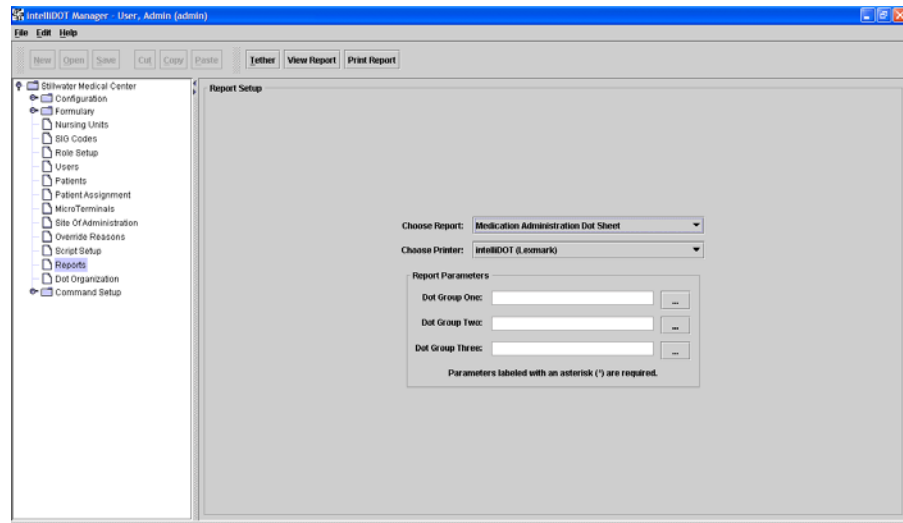 intelliDOT Manager - User, Admin (admin)
File Edit Help
New Open Save Cut Copy Paste Tether View Report Print Report
Stillwater Medical Center
Configuration
Formulary
Nursing Units
SIG Codes
Role Setup
Users
Patients
Patient Assignment
MicroTerminals
Site Of Administration
Override Reasons
Script Setup
Reports
Dot Organization
Command Setup
Report Setup
Choose Report: Medication Administration Dot Sheet
Choose Printer: intelliDOT (Lexmark)
Report Parameters
Dot Group One: ...
Dot Group Two: ...
Dot Group Three: ...
Parameters labeled with an asterisk (*) are required.